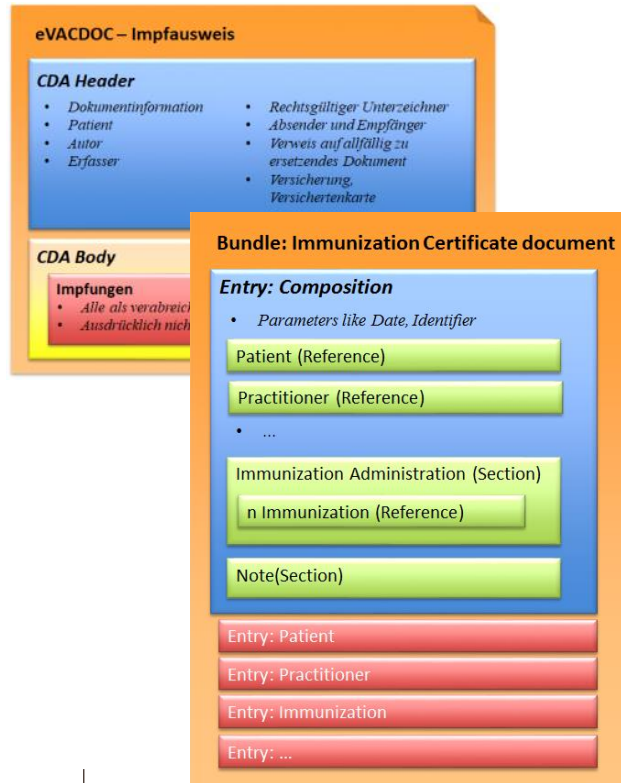 eVACDOC – Impfausweis
CDA Header
• Dokumentinformation
• Patient
• Autor
• Erfasser
• Rechtsgültiger Unterzeichner
• Absender und Empfänger
• Verweis auf allfällig zu
ersetzendes Dokument
• Versicherung,
Versichertenkarte
CDA Body
Impfungen
• Alle als verabreic
• Ausdrücklich nich
Bundle: Immunization Certificate document
Entry: Composition
• Parameters like Date, Identifier
Patient (Reference)
Practitioner (Reference)
• ...
Immunization Administration (Section)
n Immunization (Reference)
Note(Section)
Entry: Patient
Entry: Practitioner
Entry: Immunization
Entry: ...